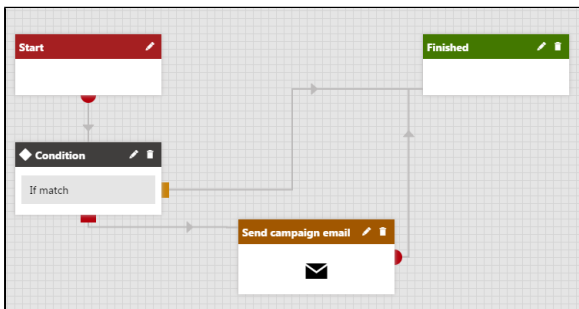 Start
Finished
Condition
If match
Send campaign email